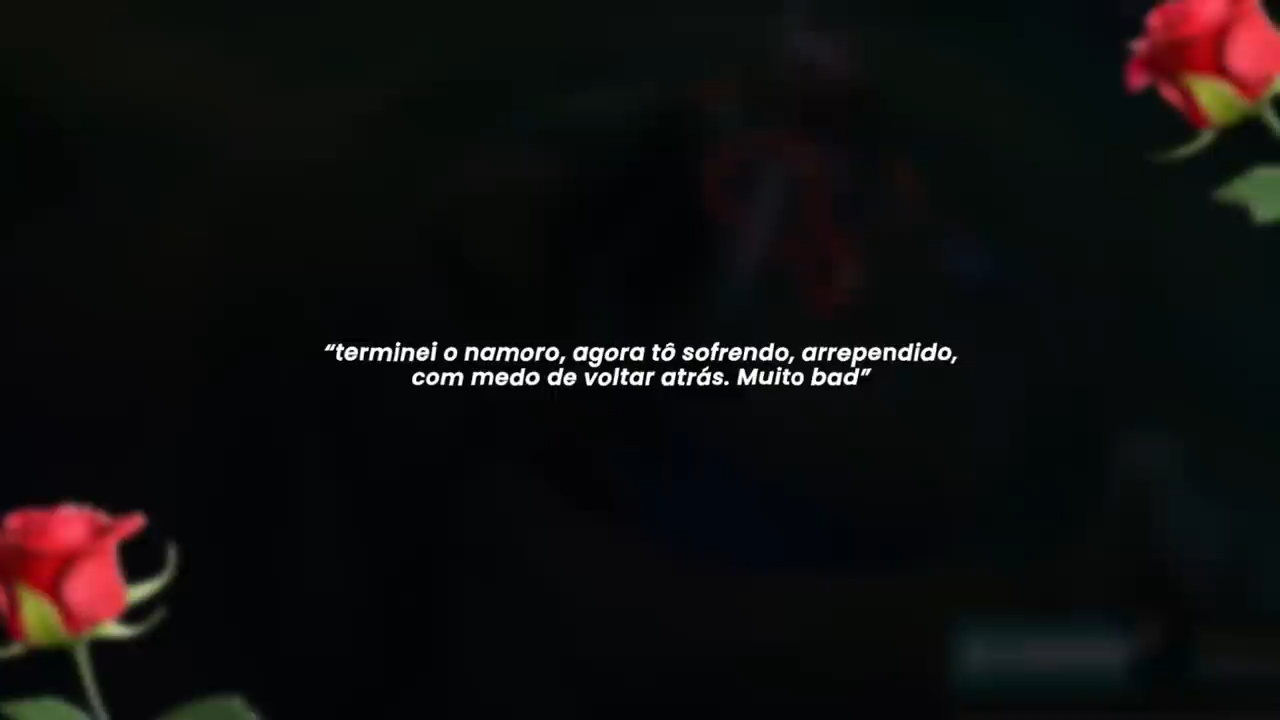 “terminei o namoro, agora tô sofrendo, arrependido,
com medo de voltar atrás. Muito bad”